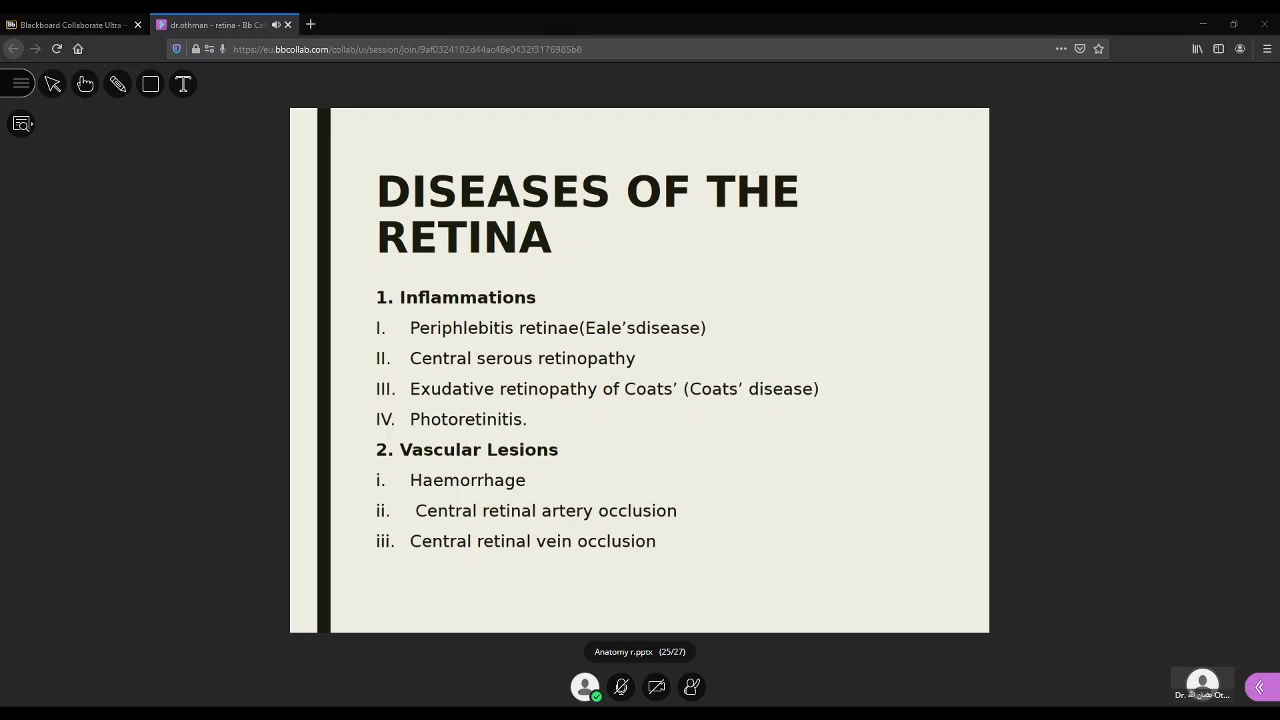 Blackboard Collaborate Ultra
dr.othman – retina - Bb Co
https://eu.bbcollab.com/collab/ui/session/join/9af0324102d44ac48e0432f3176985b8
DISEASES OF THE
RETINA
1. Inflammations
I. Periphlebitis retinae(Eale’sdisease)
II. Central serous retinopathy
III. Exudative retinopathy of Coats’ (Coats’ disease)
IV. Photoretinitis.
2. Vascular Lesions
i. Haemorrhage
ii. Central retinal artery occlusion
iii. Central retinal vein occlusion
Anatomy r.pptx (25/27)
Dr. Ot...